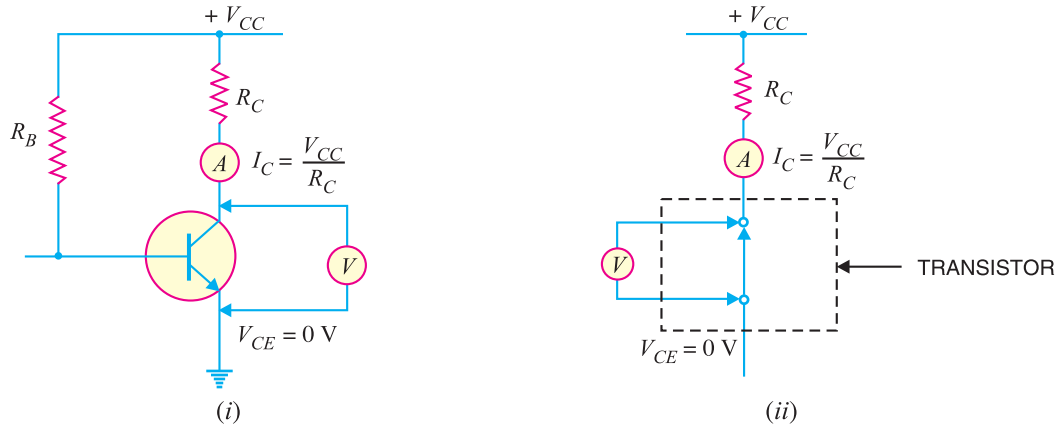 + V_CC
R_C
R_B
A
I_C = V_CC / R_C
V
V_CE = 0 V
(i)
+ V_CC
R_C
A
I_C = V_CC / R_C
V
TRANSISTOR
V_CE = 0 V
(ii)